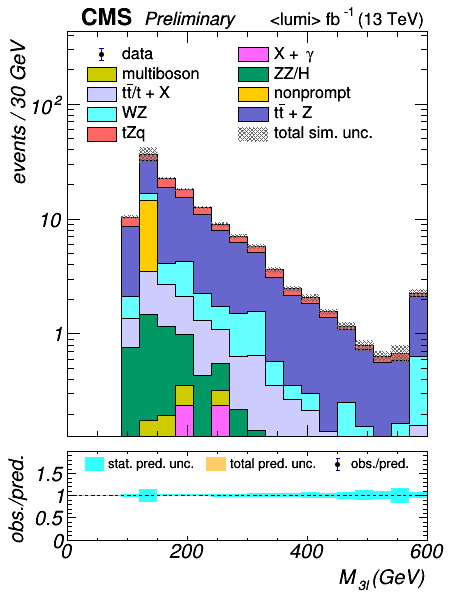 CMS Preliminary <lumi> fb⁻¹ (13 TeV)
events / 30 GeV
10²
10
1
data
X + γ
multiboson
ZZ/H
tt̄/t + X
nonprompt
WZ
tt̄ + Z
tZq
total sim. unc.
obs./pred.
1.5
1
0.5
0
stat. pred. unc.
total pred. unc.
obs./pred.
0 200 400 600
M₃ₗ (GeV)